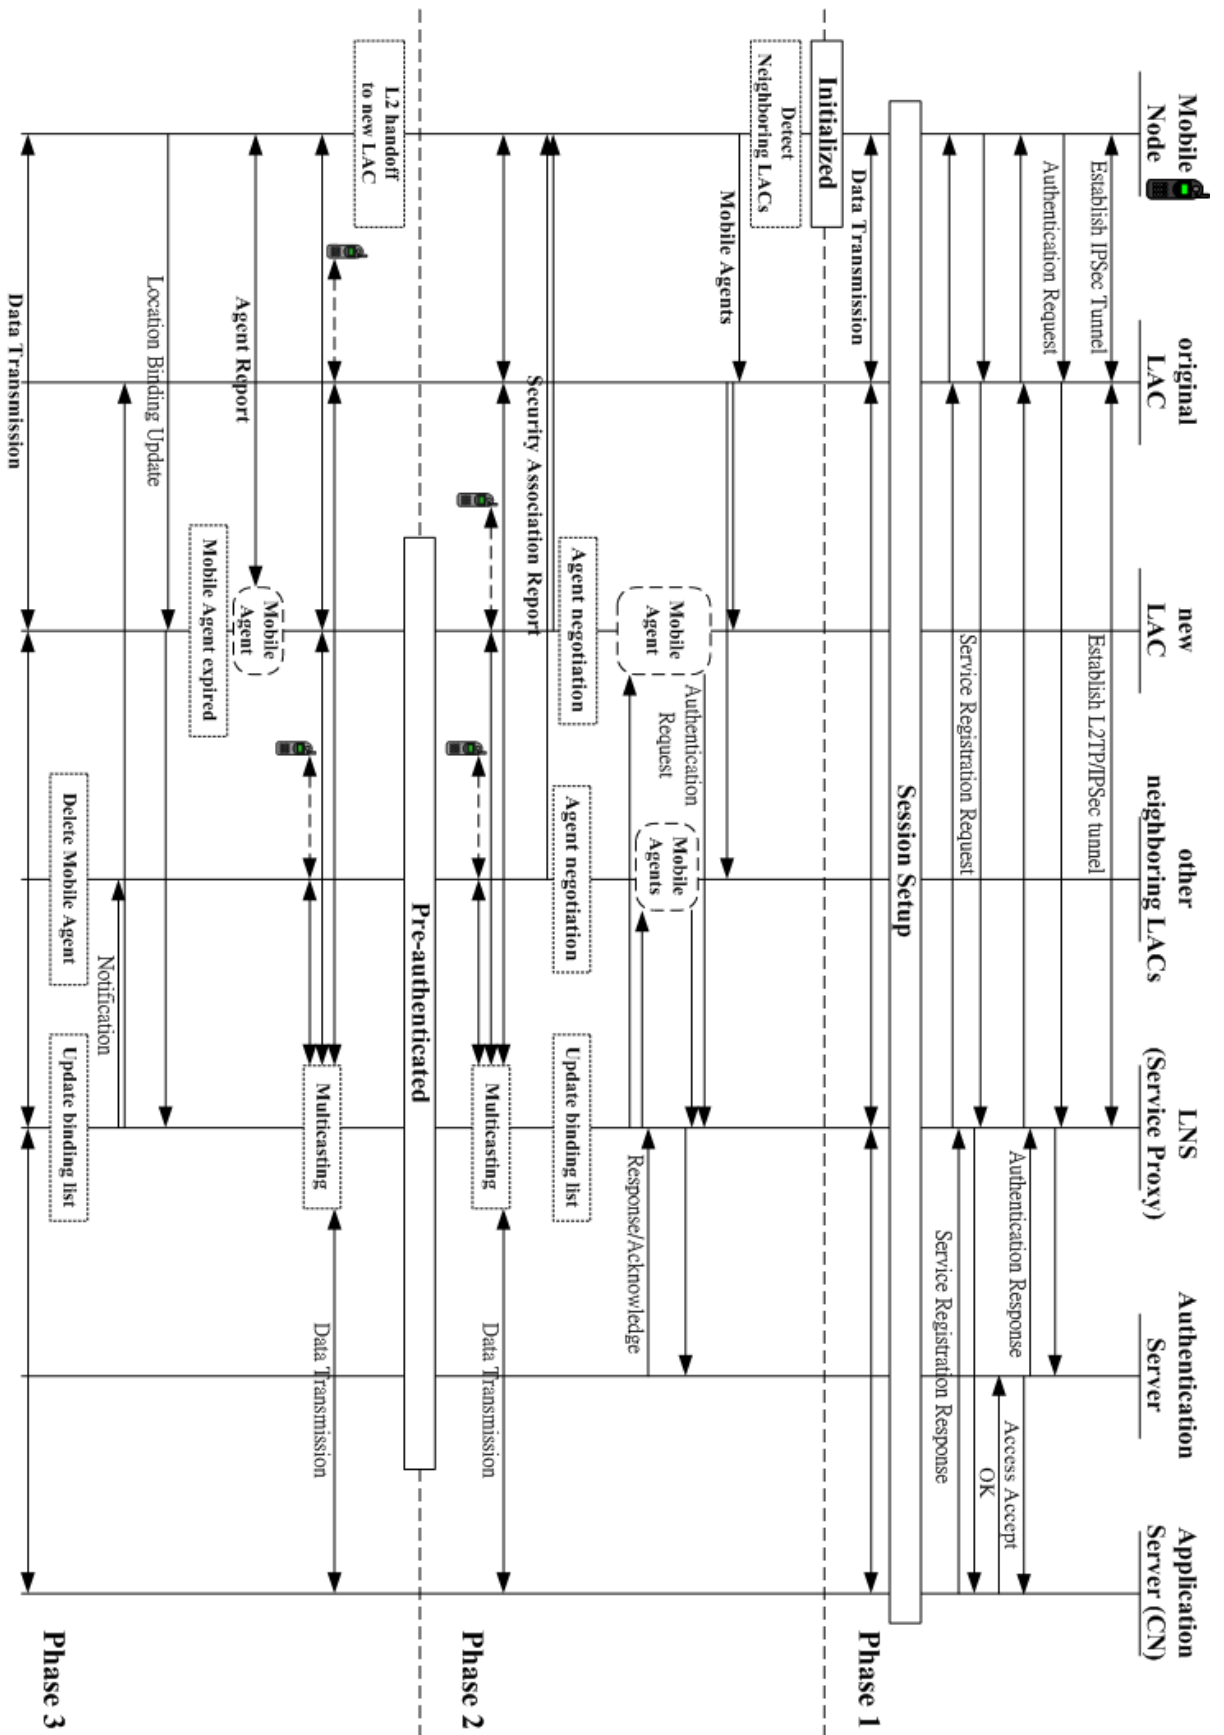 Mobile
Node
original
LAC
new
LAC
other
neighboring LACs
LNS
(Service Proxy)
Authentication
Server
Application
Server (CN)
Establish IPSec Tunnel
Establish L2TP/IPSec tunnel
Authentication Request
Authentication Response
Access Accept
OK
Service Registration Request
Service Registration Response
Session Setup
Data Transmission
Phase 1
Initialized
Detect
Neighboring LACs
Mobile Agents
Mobile
Agent
Authentication
Request
Mobile
Agents
Response/Acknowledge
Agent negotiation
Agent negotiation
Update binding list
Security Association Report
Multicasting
Data Transmission
Phase 2
Pre-authenticated
L2 handoff
to new LAC
Multicasting
Data Transmission
Agent Report
Mobile
Agent
Mobile Agent expired
Location Binding Update
Notification
Delete Mobile Agent
Update binding list
Data Transmission
Phase 3